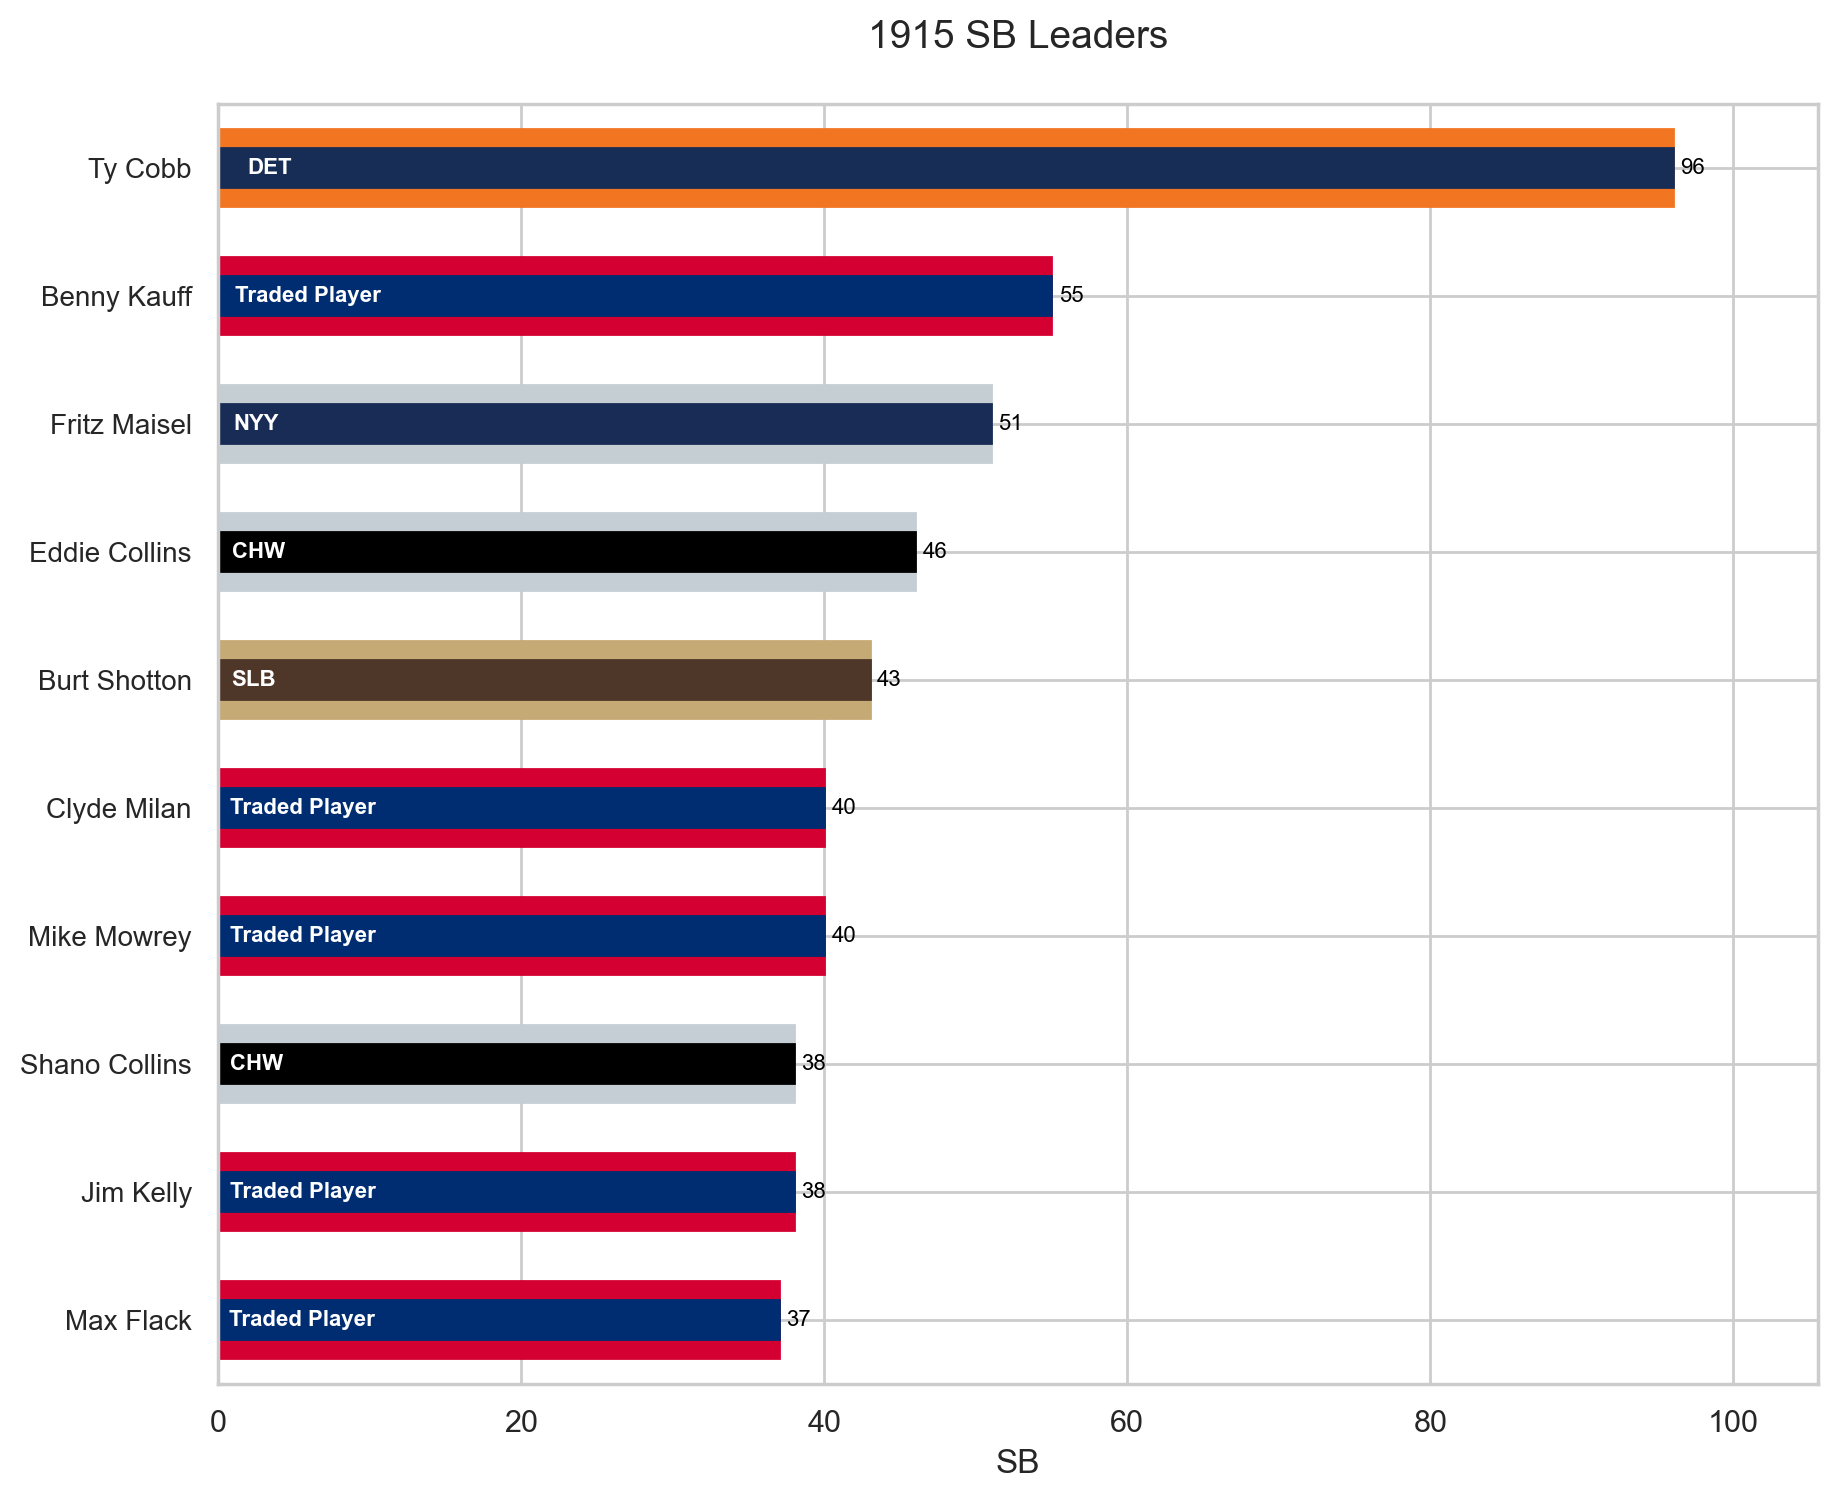 1915 SB Leaders
Ty Cobb
DET
96
Benny Kauff
Traded Player
55
Fritz Maisel
NYY
51
Eddie Collins
CHW
46
Burt Shotton
SLB
43
Clyde Milan
Traded Player
40
Mike Mowrey
Traded Player
40
Shano Collins
CHW
38
Jim Kelly
Traded Player
38
Max Flack
Traded Player
37
0 20 40 60 80 100
SB